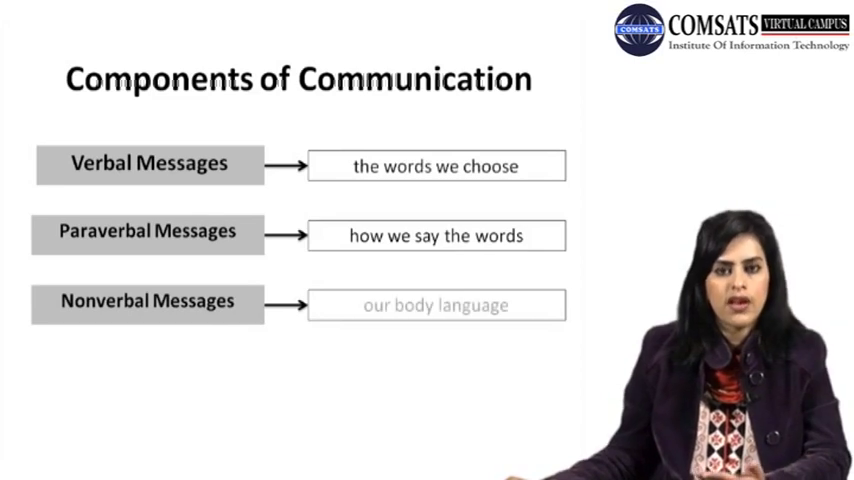 COMSATS
COMSATS VIRTUAL CAMPUS
Institute Of Information Technology
Components of Communication
Verbal Messages
the words we choose
Paraverbal Messages
how we say the words
Nonverbal Messages
our body language